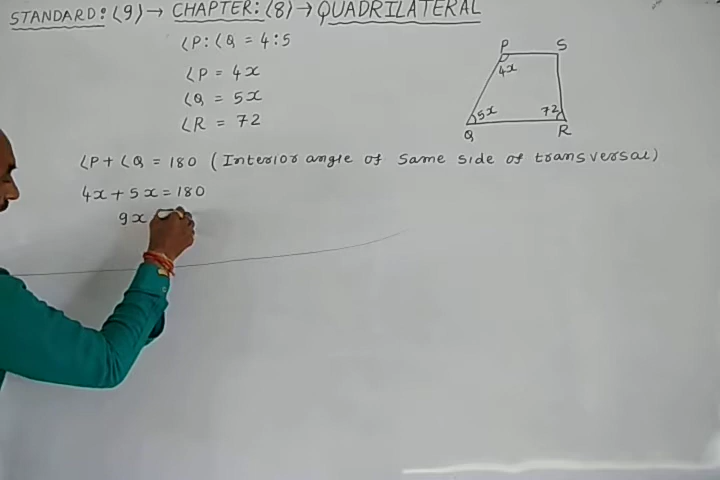 STANDARD: (9) → CHAPTER: (8) → QUADRILATERAL
∠P:∠Q = 4:5
∠P = 4x
∠Q = 5x
∠R = 72
P S
4x
5x 72
Q R
∠P + ∠Q = 180 (Interior angle of same side of transversal)
4x + 5x = 180
9x